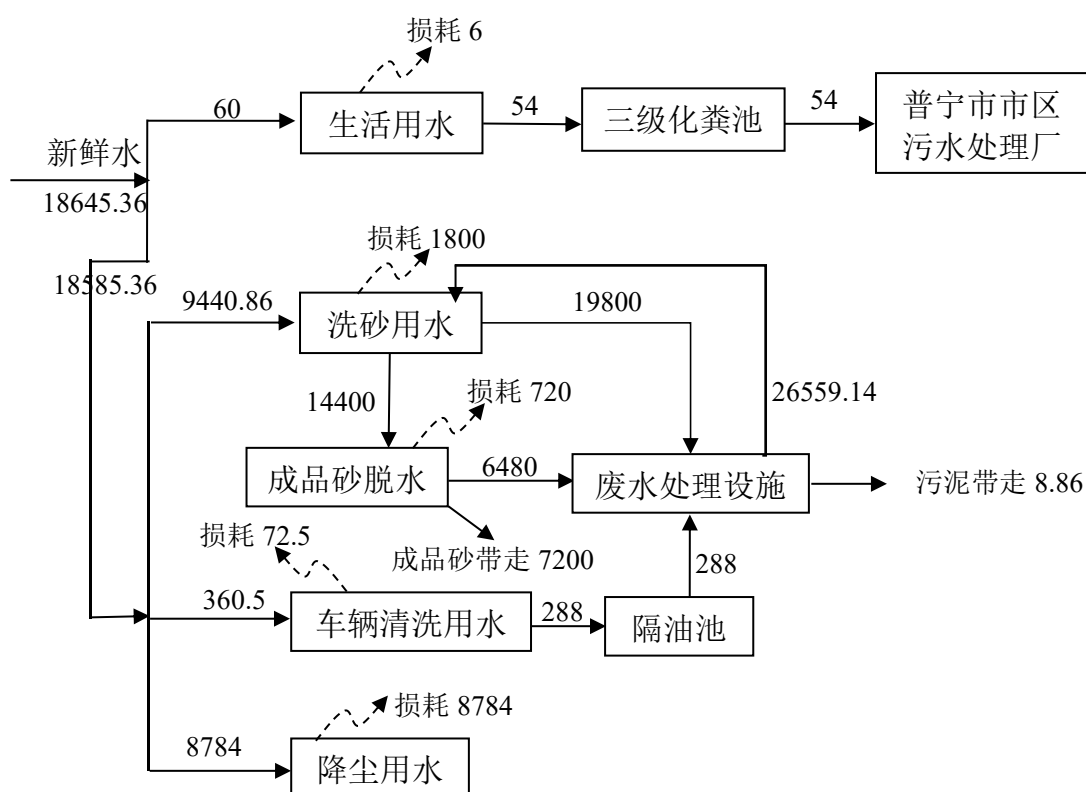 损耗 6
60
生活用水
54
三级化粪池
54
普宁市市区
污水处理厂
新鲜水
18645.36
18585.36
损耗 1800
9440.86
洗砂用水
19800
14400
损耗 720
26559.14
成品砂脱水
6480
废水处理设施
污泥带走 8.86
损耗 72.5
成品砂带走 7200
288
360.5
车辆清洗用水
288
隔油池
损耗 8784
8784
降尘用水